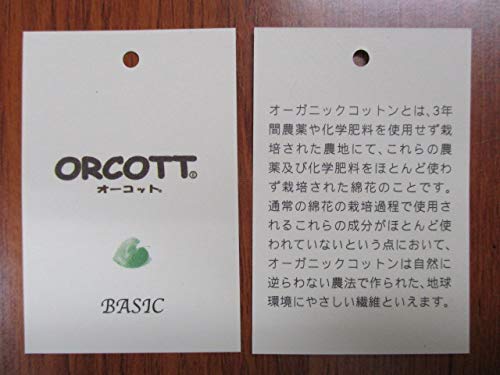 ORCOTT®
オーコット
BASIC
オーガニックコットンとは、3年
間農薬や化学肥料を使用せず栽
培された農地にて、これらの農
薬及び化学肥料をほとんど使わ
ず栽培された綿花のことです。
通常の綿花の栽培過程で使用さ
れるこれらの成分がほとんど使
われていないという点において、
オーガニックコットンは自然に
逆らわない農法で作られた、地球
環境にやさしい繊維といえます。